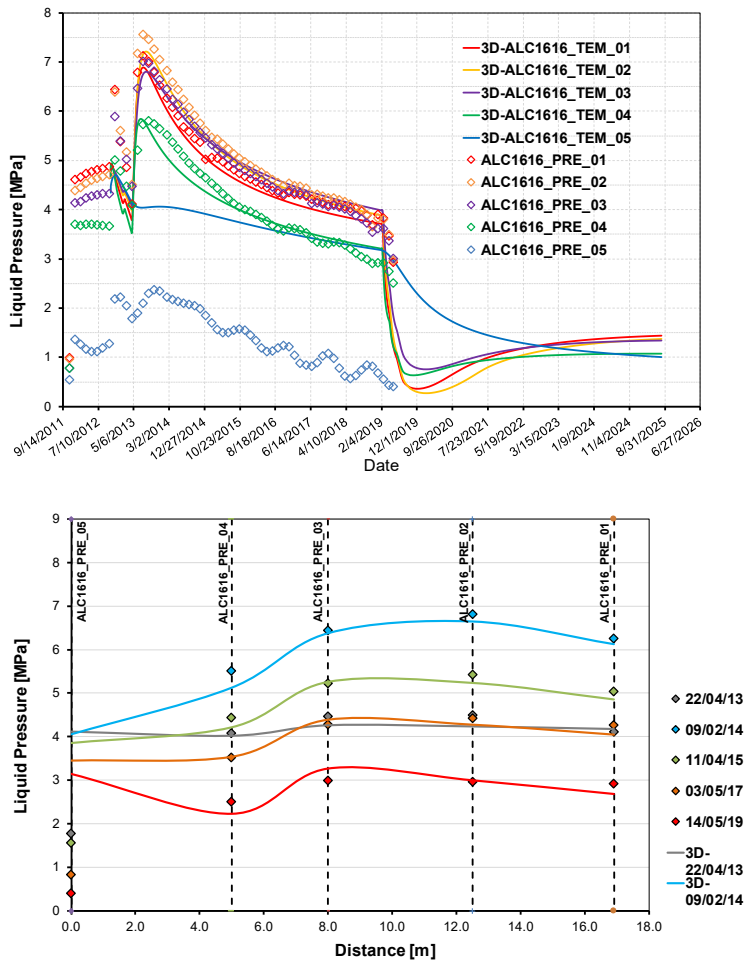 8
7
6
5
4
3
2
1
0
Liquid Pressure [MPa]
3D-ALC1616_TEM_01
3D-ALC1616_TEM_02
3D-ALC1616_TEM_03
3D-ALC1616_TEM_04
3D-ALC1616_TEM_05
ALC1616_PRE_01
ALC1616_PRE_02
ALC1616_PRE_03
ALC1616_PRE_04
ALC1616_PRE_05
9/14/2011
7/10/2012
5/6/2013
3/2/2014
12/27/2014
10/23/2015
8/18/2016
6/14/2017
4/10/2018
2/4/2019
12/1/2019
9/26/2020
7/23/2021
5/19/2022
3/15/2023
1/9/2024
11/4/2024
8/31/2025
6/27/2026
Date
9
8
7
6
5
4
3
2
1
0
Liquid Pressure [MPa]
ALC1616_PRE_05
ALC1616_PRE_04
ALC1616_PRE_03
ALC1616_PRE_02
ALC1616_PRE_01
22/04/13
09/02/14
11/04/15
03/05/17
14/05/19
3D-
22/04/13
3D-
09/02/14
0.0 2.0 4.0 6.0 8.0 10.0 12.0 14.0 16.0 18.0
Distance [m]